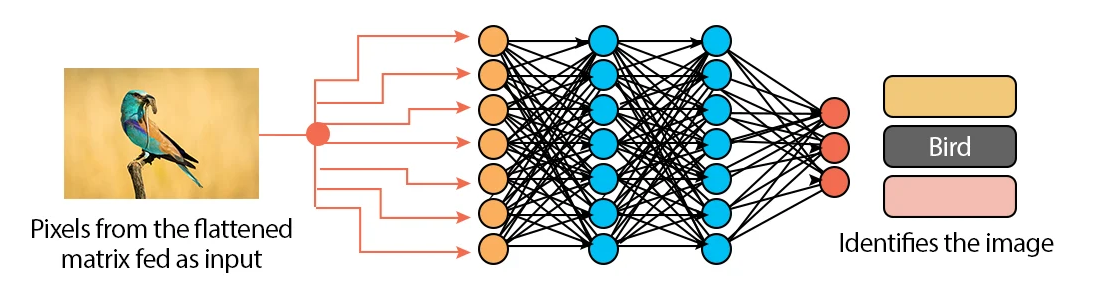 Pixels from the flattened
matrix fed as input
Bird
Identifies the image